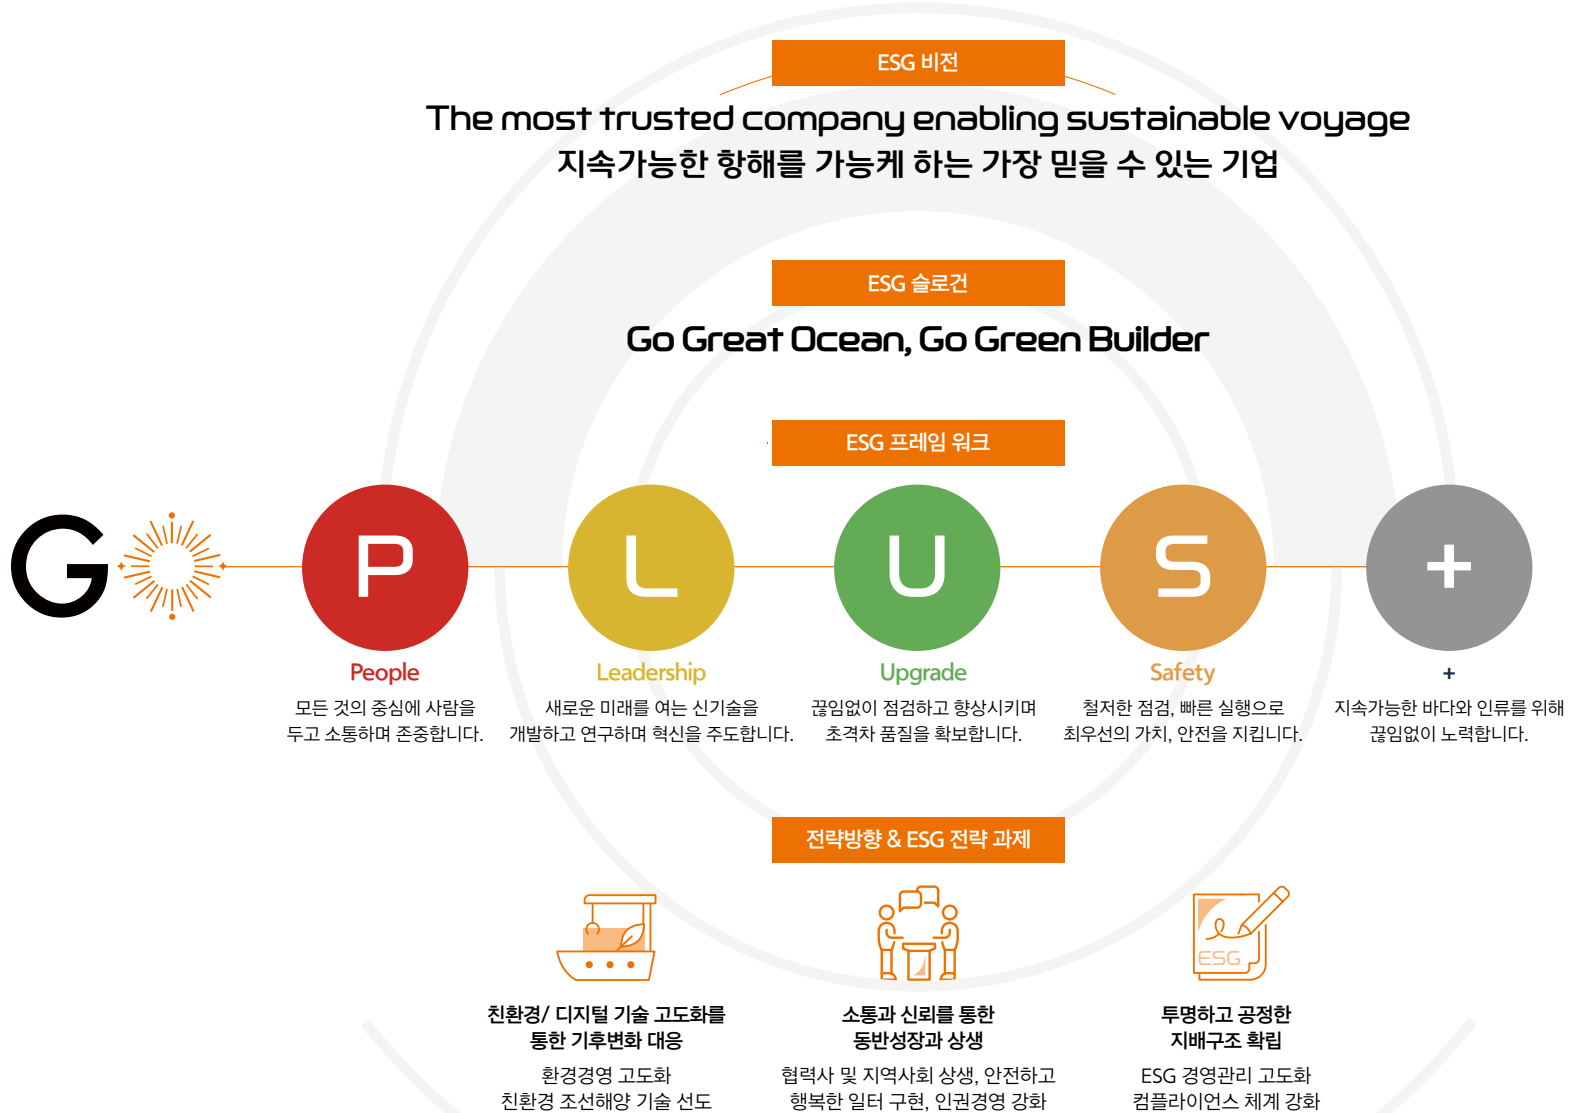 ESG 비전
The most trusted company enabling sustainable voyage
지속가능한 항해를 가능케 하는 가장 믿을 수 있는 기업
ESG 슬로건
Go Great Ocean, Go Green Builder
ESG 프레임 워크
GO
P
L
U
S
+
People
모든 것의 중심에 사람을
두고 소통하며 존중합니다.
Leadership
새로운 미래를 여는 신기술을
개발하고 연구하며 혁신을 주도합니다.
Upgrade
끊임없이 점검하고 향상시키며
초격차 품질을 확보합니다.
Safety
철저한 점검, 빠른 실행으로
최우선의 가치, 안전을 지킵니다.
+
지속가능한 바다와 인류를 위해
끊임없이 노력합니다.
전략방향 & ESG 전략 과제
친환경/ 디지털 기술 고도화를
통한 기후변화 대응
환경경영 고도화
친환경 조선해양 기술 선도
소통과 신뢰를 통한
동반성장과 상생
협력사 및 지역사회 상생, 안전하고
행복한 일터 구현, 인권경영 강화
ESG
투명하고 공정한
지배구조 확립
ESG 경영관리 고도화
컴플라이언스 체계 강화